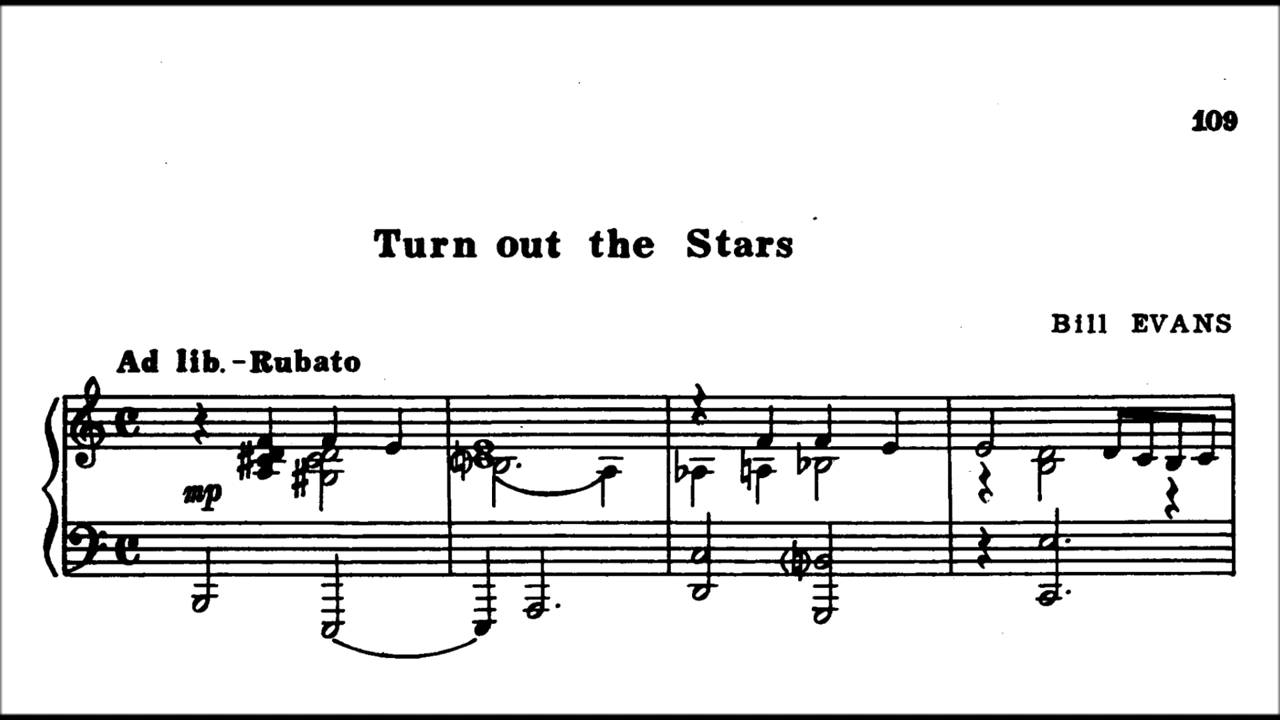 109
Turn out the Stars
Bill EVANS
Ad lib. - Rubato
mp